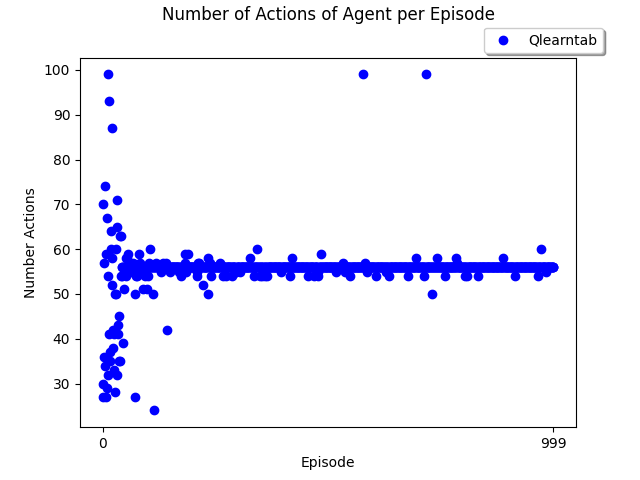 Number of Actions of Agent per Episode
Qlearntab
100
90
80
70
60
50
40
30
Number Actions
0
999
Episode